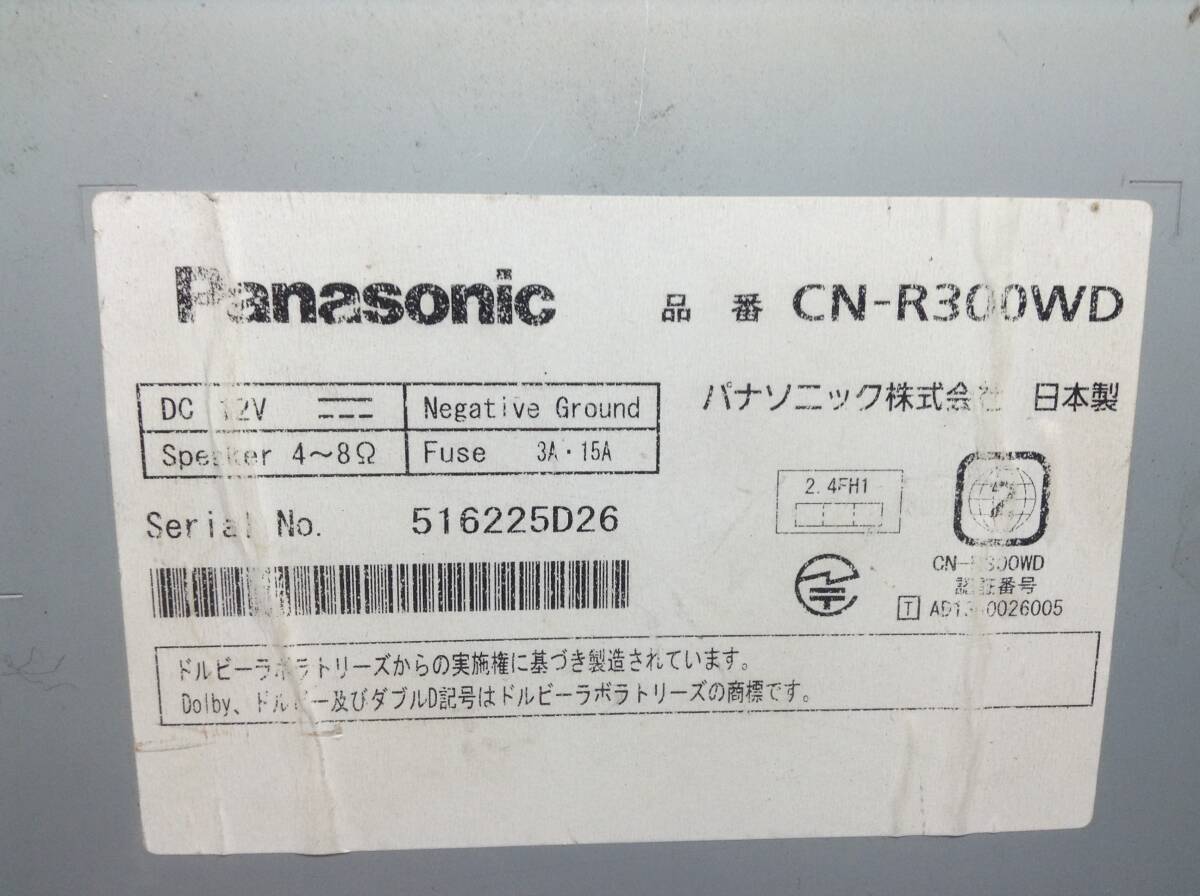 Panasonic 品番 CN-R300WD
DC 12V Negative Ground
Speaker 4~8Ω Fuse 3A・15A
パナソニック株式会社 日本製
2.4FH1
Serial No. 516225D26
CN-R300WD
認証番号
T
ドルビーラボラトリーズからの実施権に基づき製造されています。
Dolby、ドルビー及びダブルD記号はドルビーラボラトリーズの商標です。